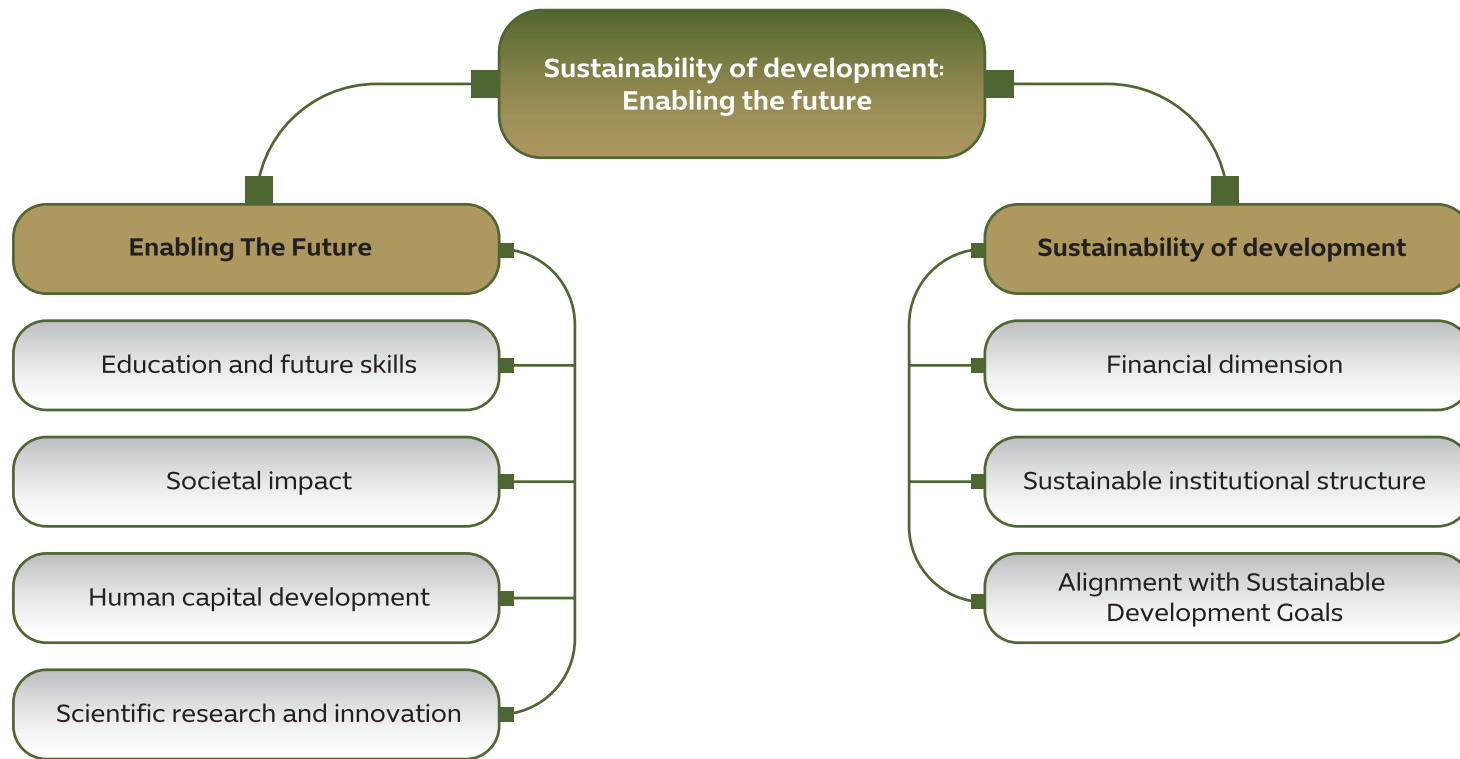 Sustainability of development:
Enabling the future
Enabling The Future
Education and future skills
Societal impact
Human capital development
Scientific research and innovation
Sustainability of development
Financial dimension
Sustainable institutional structure
Alignment with Sustainable
Development Goals